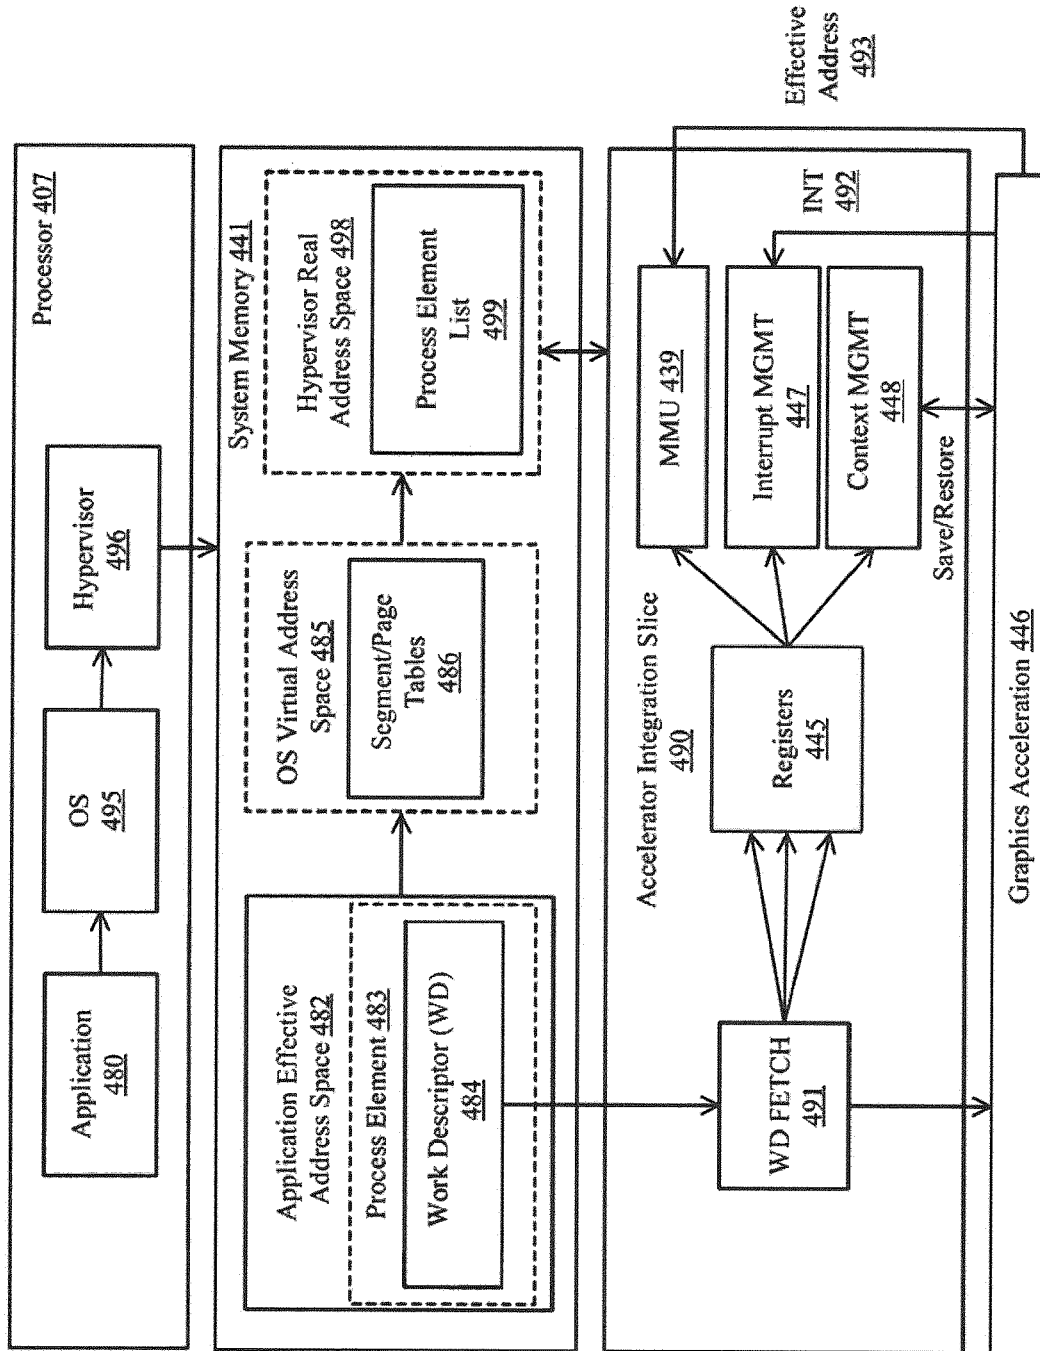 Processor 407
Application
480
OS
495
Hypervisor
496
System Memory 441
Application Effective
Address Space 482
Process Element 483
Work Descriptor (WD)
484
OS Virtual Address
Space 485
Segment/Page
Tables
486
Hypervisor Real
Address Space 498
Process Element
List
499
Accelerator Integration Slice
490
WD FETCH
491
Registers
445
MMU 439
Interrupt MGMT
447
Context MGMT
448
Save/Restore
INT
492
Effective
Address
493
Graphics Acceleration 446